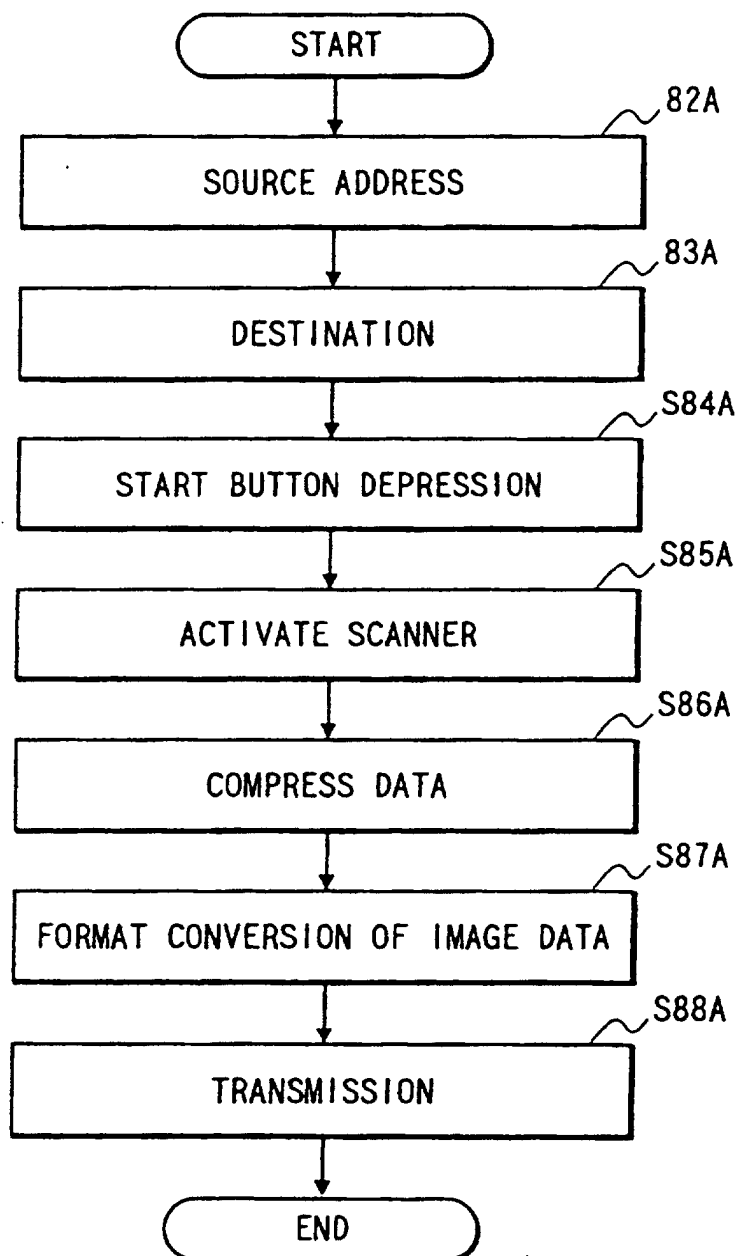 START
82A
SOURCE ADDRESS
83A
DESTINATION
S84A
START BUTTON DEPRESSION
S85A
ACTIVATE SCANNER
S86A
COMPRESS DATA
S87A
FORMAT CONVERSION OF IMAGE DATA
S88A
TRANSMISSION
END